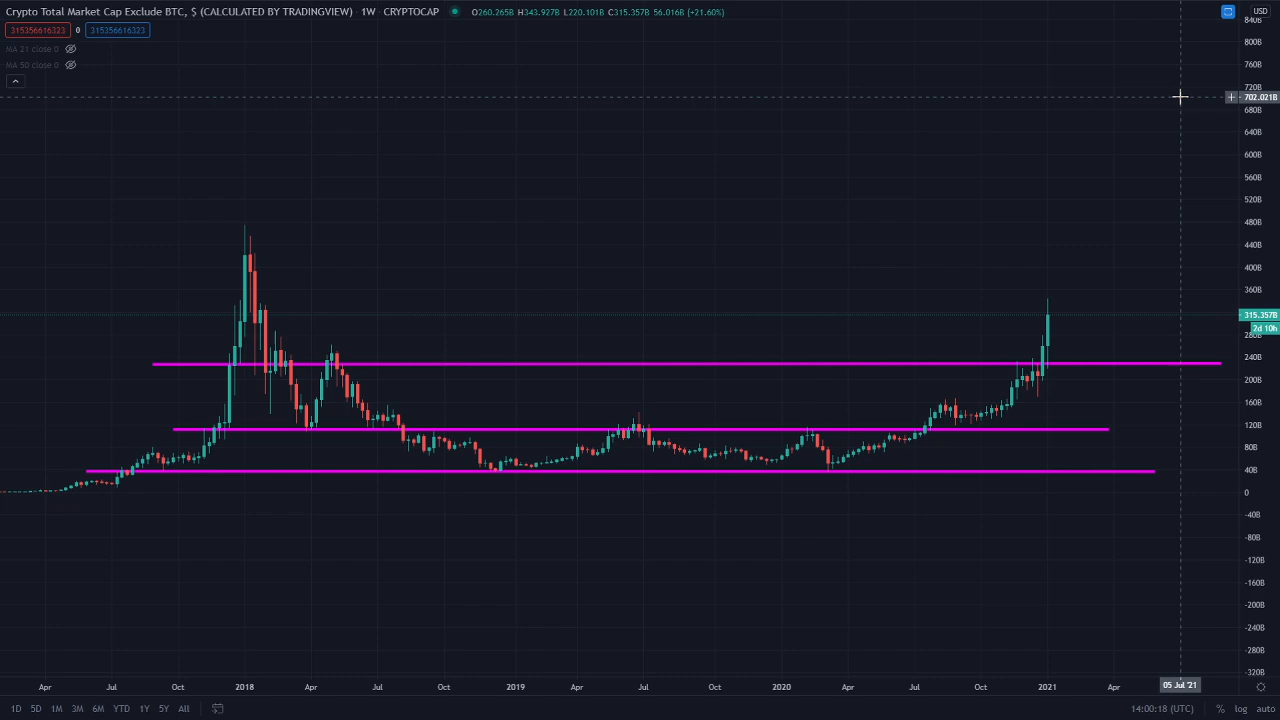 Crypto Total Market Cap Exclude BTC, $ (CALCULATED BY TRADINGVIEW) · 1W · CRYPTOCAP O260.265B H343.927B L220.101B C315.357B 56.016B (+21.60%)
315356616323 0 315356616323
MA 21 close 0
MA 50 close 0
USD
840B
800B
760B
720B
702.021B
680B
640B
600B
560B
520B
480B
440B
400B
360B
315.357B
2d 10h
280B
240B
200B
160B
120B
80B
40B
0
-40B
-80B
-120B
-160B
-200B
-240B
-280B
-320B
Apr Jul Oct 2018 Apr Jul Oct 2019 Apr Jul Oct 2020 Apr Jul Oct 2021 Apr 05 Jul '21
1D 5D 1M 3M 6M YTD 1Y 5Y All 14:00:18 (UTC) % log auto